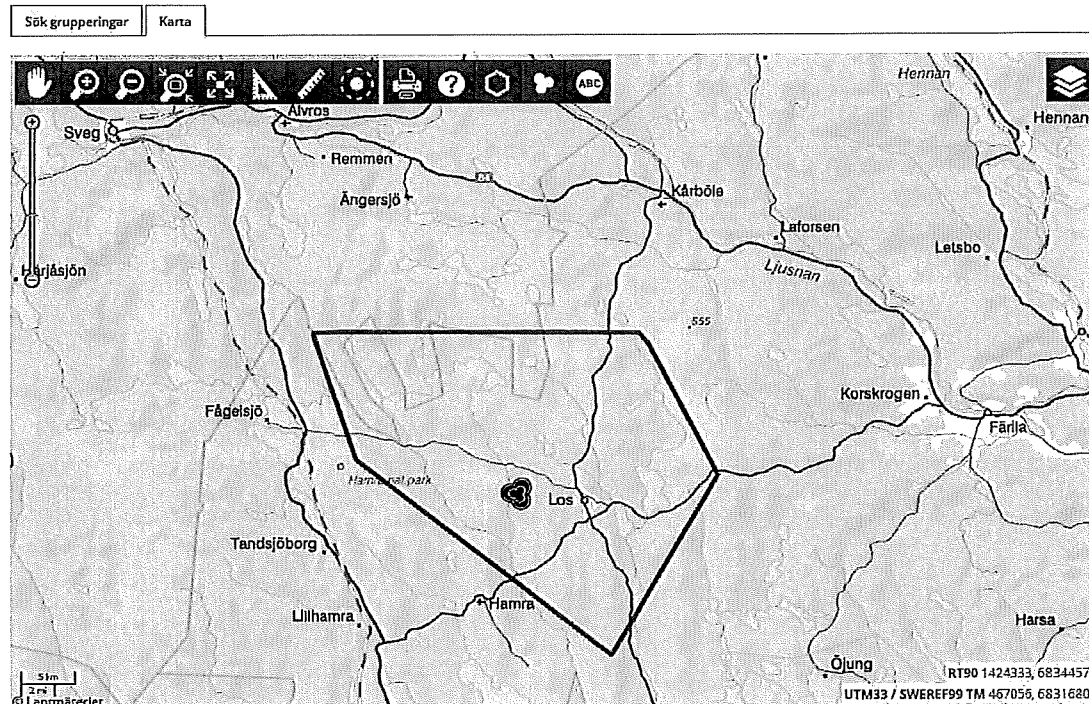 Sök grupperingar
Karta
ABC
Hennan
Hennan
Sveg
Älvros
Remmen
84
Ängersjö
Kårböle
Laforsen
Letsbo
Ljusnan
Härjåsjön
555
Korskrogen
Fågelsjö
Färila
Hamra nat.park
Los
Tandsjöborg
Hamra
Lillhamra
Harsa
Öjung
5 km
2 mi
© Lantmäteriet
RT90 1424333, 6834457
UTM33 / SWEREF99 TM 467056, 6831680